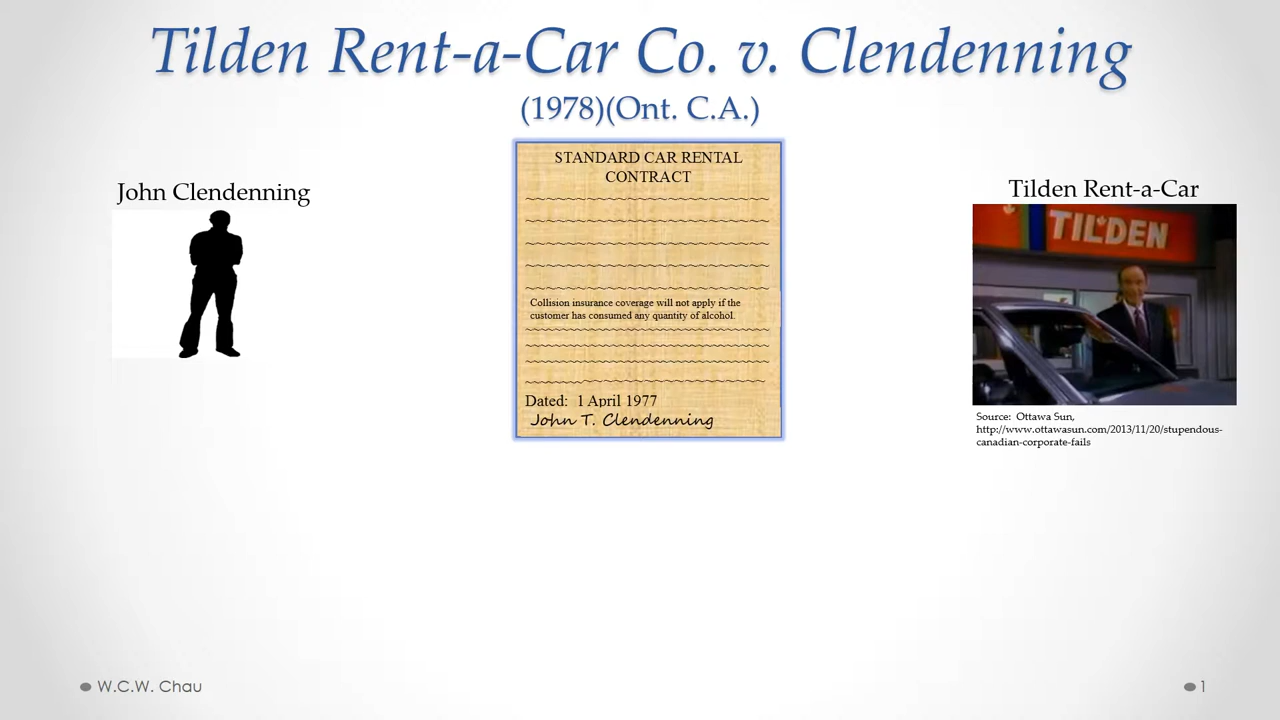 Tilden Rent-a-Car Co. v. Clendenning
(1978)(Ont. C.A.)
John Clendenning
STANDARD CAR RENTAL
CONTRACT
Collision insurance coverage will not apply if the
customer has consumed any quantity of alcohol.
Dated: 1 April 1977
John T. Clendenning
Tilden Rent-a-Car
TILDEN
Source: Ottawa Sun,
http://www.ottawasun.com/2013/11/20/stupendous-
canadian-corporate-fails
W.C.W. Chau
1